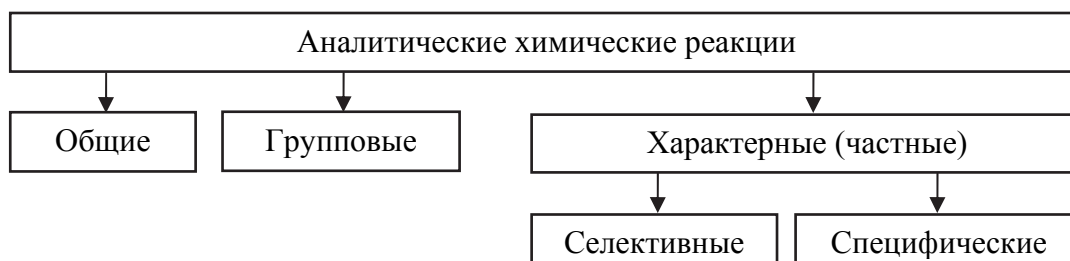 Аналитические химические реакции
Общие
Групповые
Характерные (частные)
Селективные
Специфические